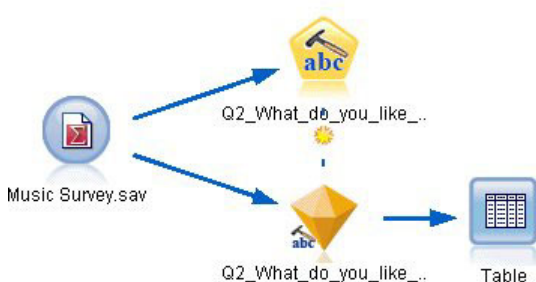 abc
Q2_What_do_you_like_..
Music Survey.sav
abc
Q2_What_do_you_like_..
Table